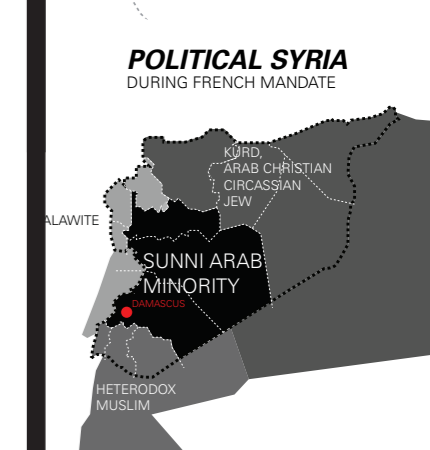 POLITICAL SYRIA
DURING FRENCH MANDATE
KURD,
ARAB CHRISTIAN
CIRCASSIAN
JEW
ALAWITE
SUNNI ARAB
MINORITY
DAMASCUS
HETERODOX
MUSLIM